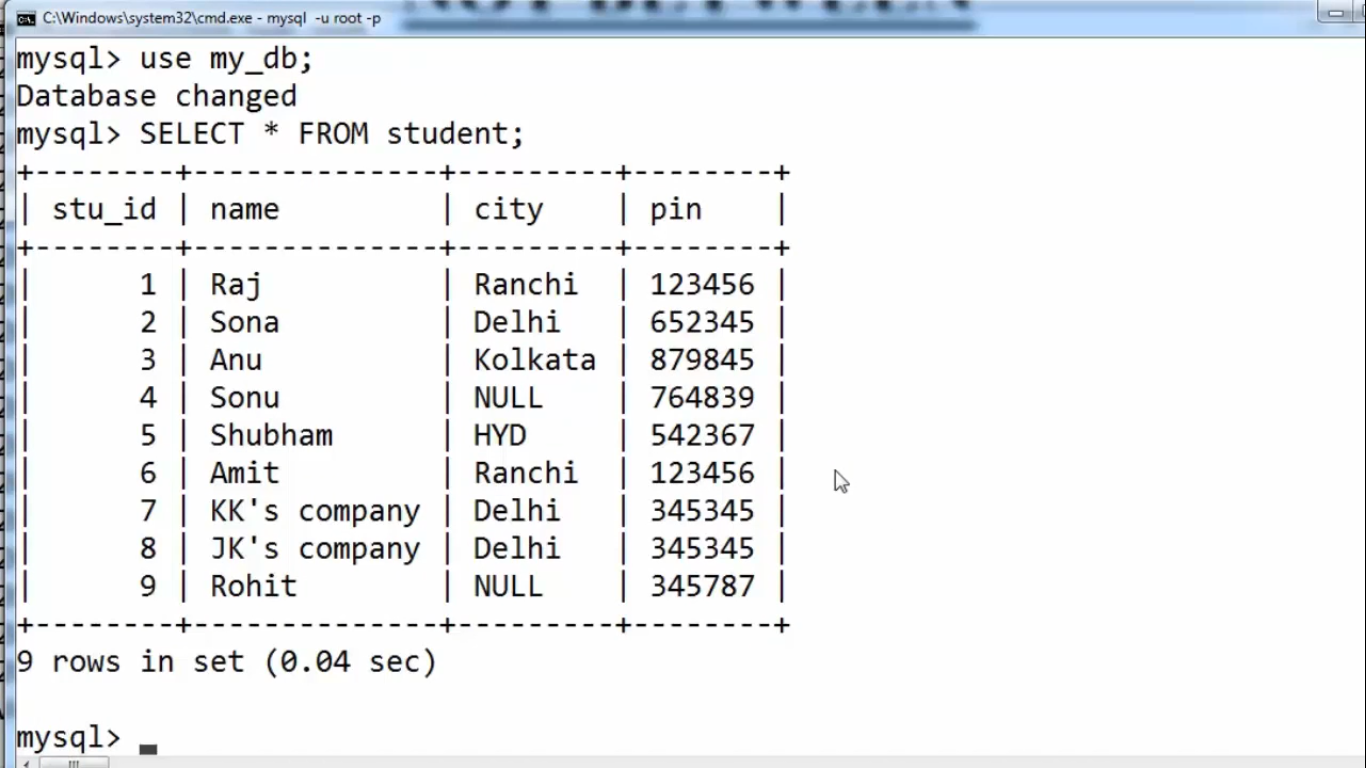 NOT BETWEEN
C:\Windows\system32\cmd.exe - mysql -u root -p
mysql> use my_db;
Database changed
mysql> SELECT * FROM student;
+--------+--------------+---------+--------+
| stu_id | name         | city    | pin    |
+--------+--------------+---------+--------+
|      1 | Raj          | Ranchi  | 123456 |
|      2 | Sona         | Delhi   | 652345 |
|      3 | Anu          | Kolkata | 879845 |
|      4 | Sonu         | NULL    | 764839 |
|      5 | Shubham      | HYD     | 542367 |
|      6 | Amit         | Ranchi  | 123456 |
|      7 | KK's company | Delhi   | 345345 |
|      8 | JK's company | Delhi   | 345345 |
|      9 | Rohit        | NULL    | 345787 |
+--------+--------------+---------+--------+
9 rows in set (0.04 sec)
mysql> _